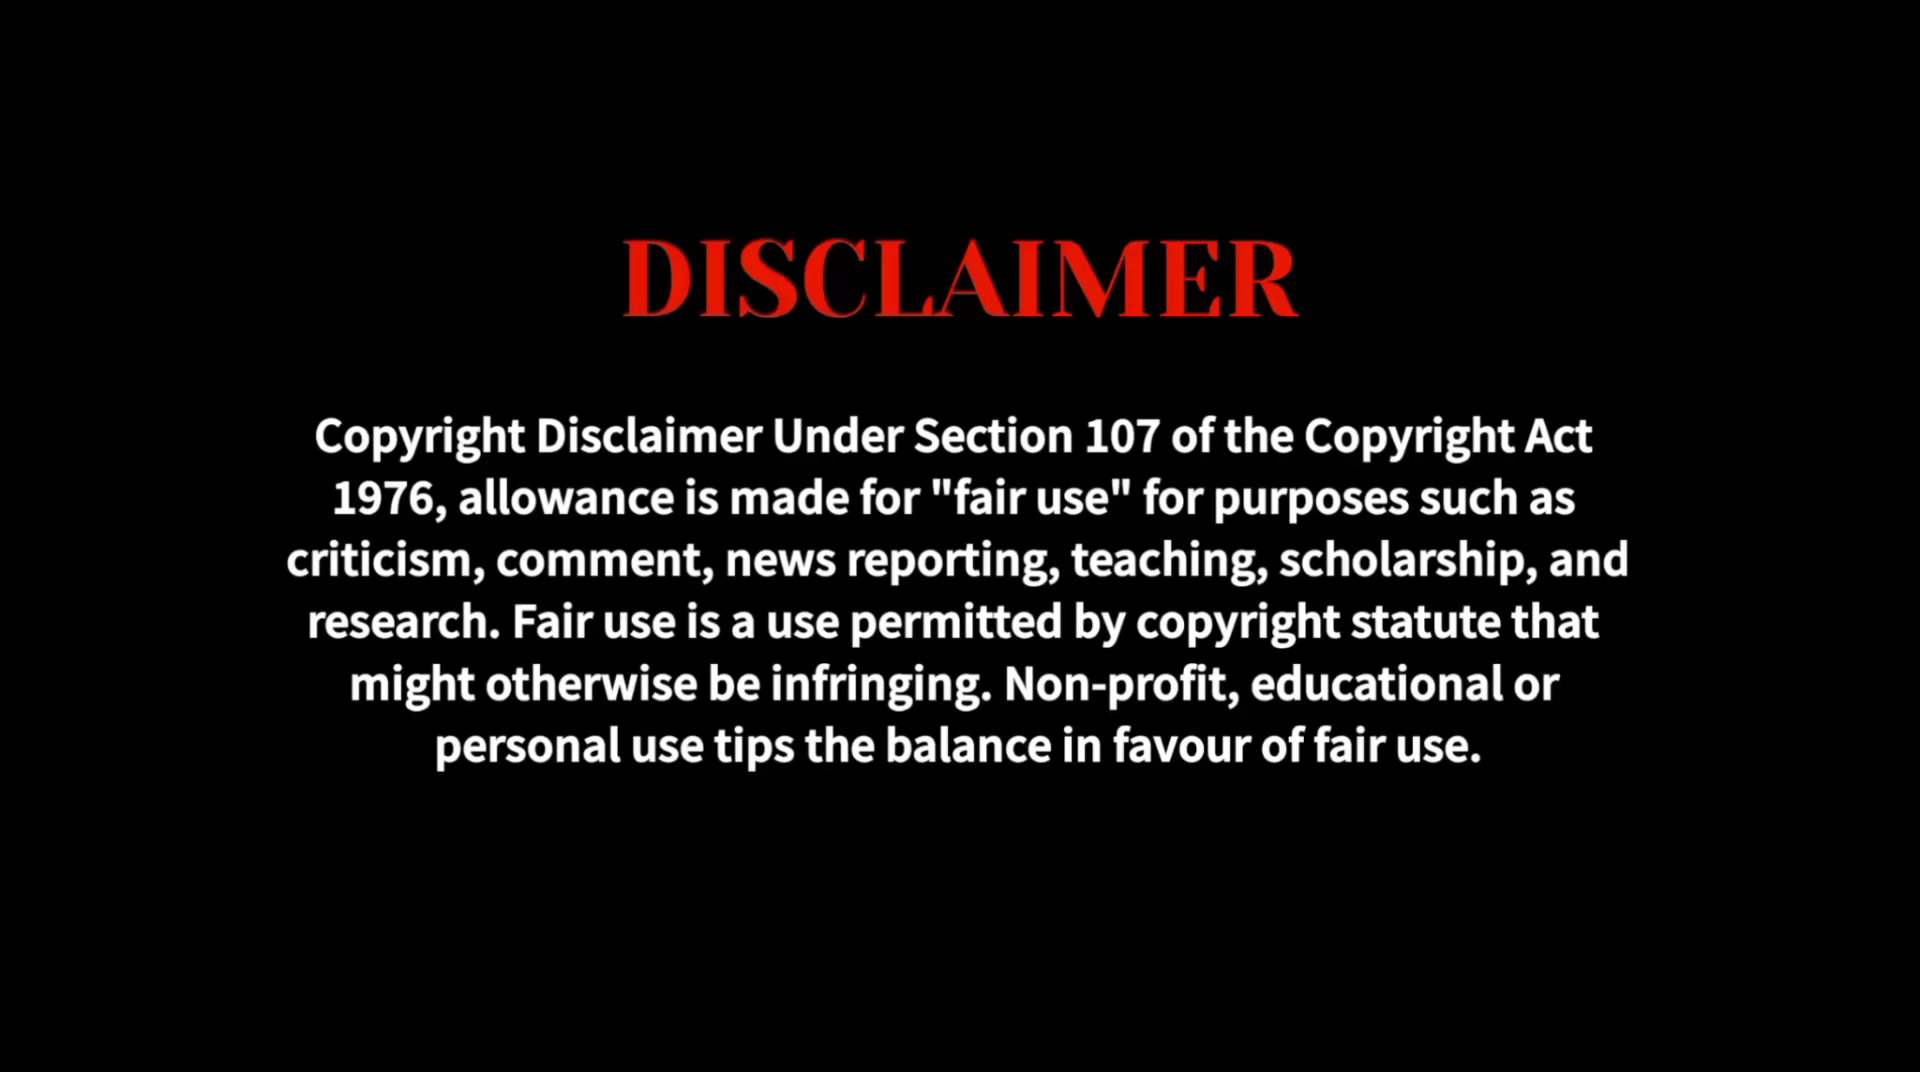 DISCLAIMER
Copyright Disclaimer Under Section 107 of the Copyright Act
1976, allowance is made for "fair use" for purposes such as
criticism, comment, news reporting, teaching, scholarship, and
research. Fair use is a use permitted by copyright statute that
might otherwise be infringing. Non-profit, educational or
personal use tips the balance in favour of fair use.